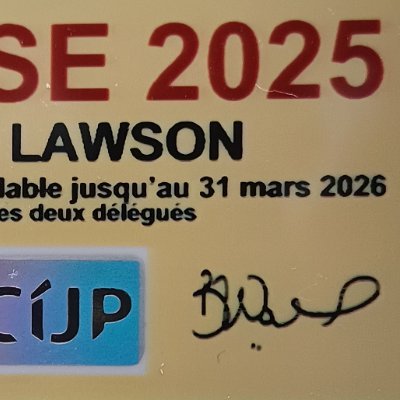 SE 2025
LAWSON
lable jusqu'au 31 mars 2026
es deux délégués
CíJP